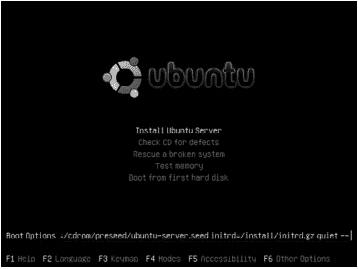 ubuntu
Install Ubuntu Server
Check CD for defects
Rescue a broken system
Test memory
Boot from first hard disk
Boot Options =/cdrom/preseed/ubuntu-server.seed initrd=/install/initrd.gz quiet --
F1 Help F2 Language F3 Keymap F4 Modes F5 Accessibility F6 Other Options